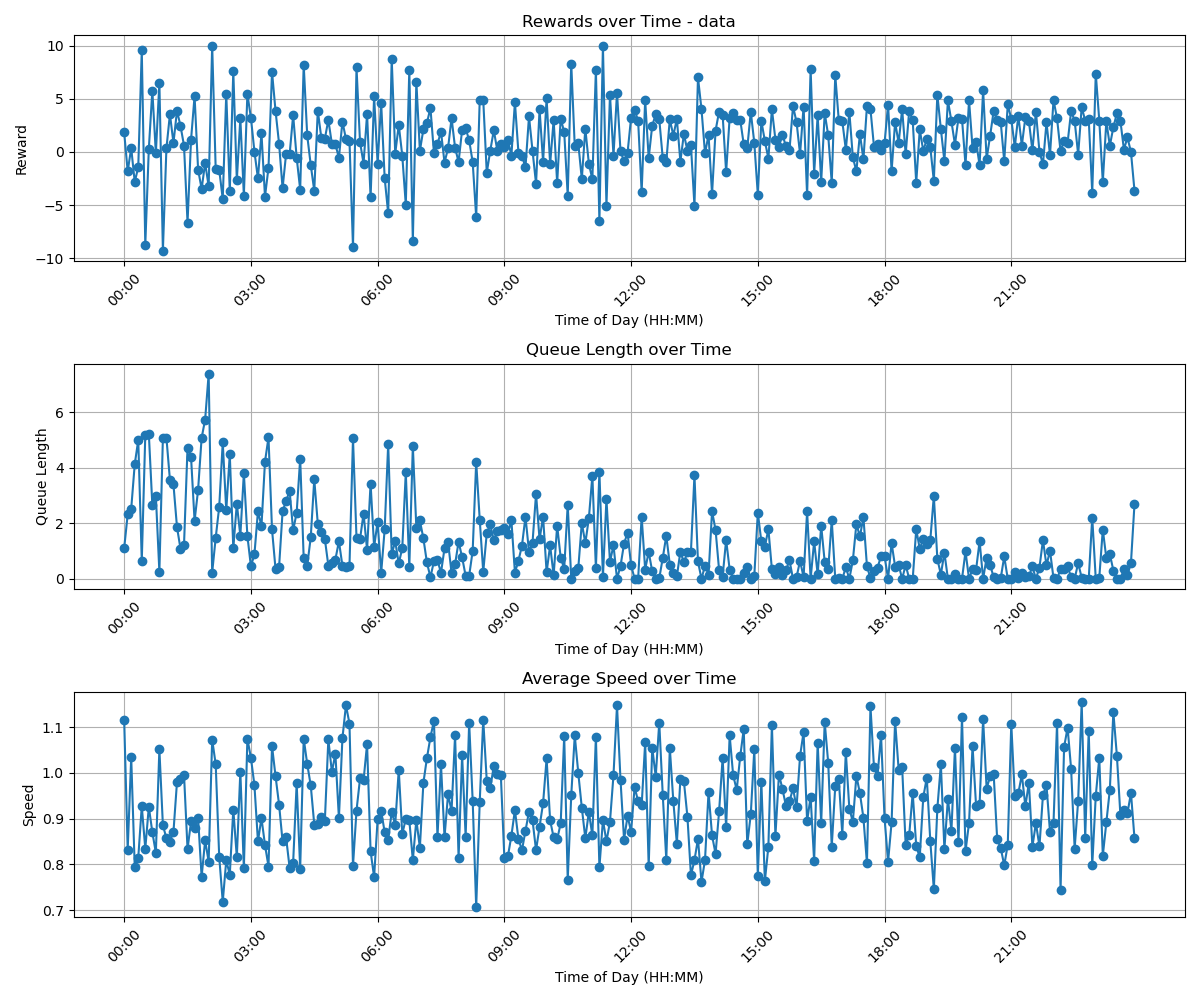 Rewards over Time - data
10
5
0
−5
−10
Reward
00:00 03:00 06:00 09:00 12:00 15:00 18:00 21:00
Time of Day (HH:MM)
Queue Length over Time
6
4
2
0
Queue Length
00:00 03:00 06:00 09:00 12:00 15:00 18:00 21:00
Time of Day (HH:MM)
Average Speed over Time
1.1
1.0
0.9
0.8
0.7
Speed
00:00 03:00 06:00 09:00 12:00 15:00 18:00 21:00
Time of Day (HH:MM)